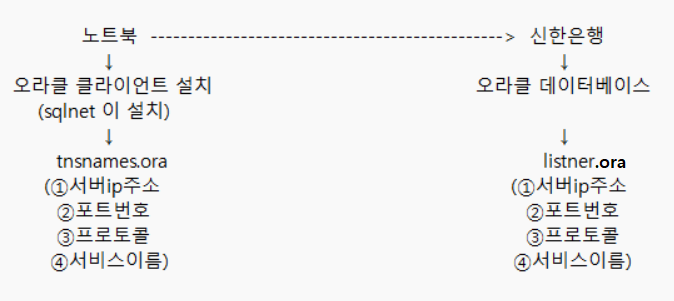 노트북 ----------------------------------------------> 신한은행
↓ ↓
오라클 클라이언트 설치 오라클 데이터베이스
(sqlnet 이 설치)
↓ ↓
tnsnames.ora listner.ora
(①서버ip주소 (①서버ip주소
②포트번호 ②포트번호
③프로토콜 ③프로토콜
④서비스이름) ④서비스이름)